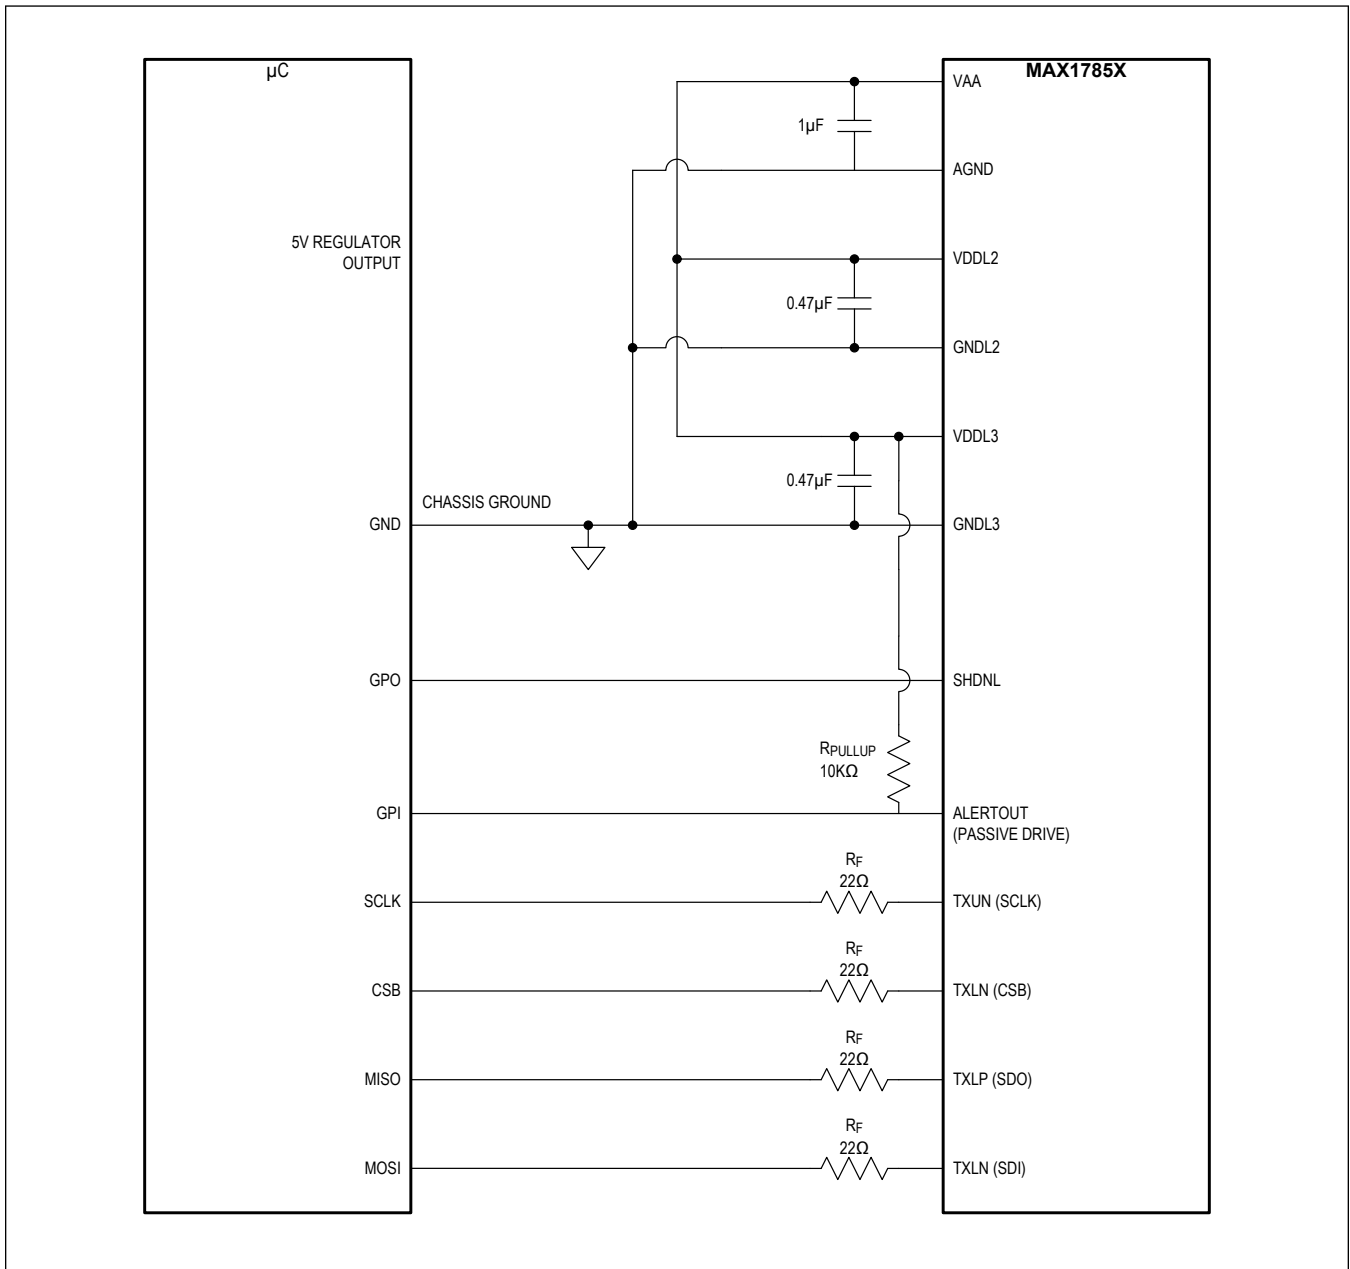 µC
MAX1785X
VAA
1µF
AGND
5V REGULATOR
OUTPUT
VDDL2
0.47µF
GNDL2
VDDL3
0.47µF
CHASSIS GROUND
GND
GNDL3
GPO
SHDNL
RPULLUP
10KΩ
GPI
ALERTOUT
(PASSIVE DRIVE)
RF
22Ω
SCLK
TXUN (SCLK)
RF
22Ω
CSB
TXLN (CSB)
RF
22Ω
MISO
TXLP (SDO)
RF
22Ω
MOSI
TXLN (SDI)